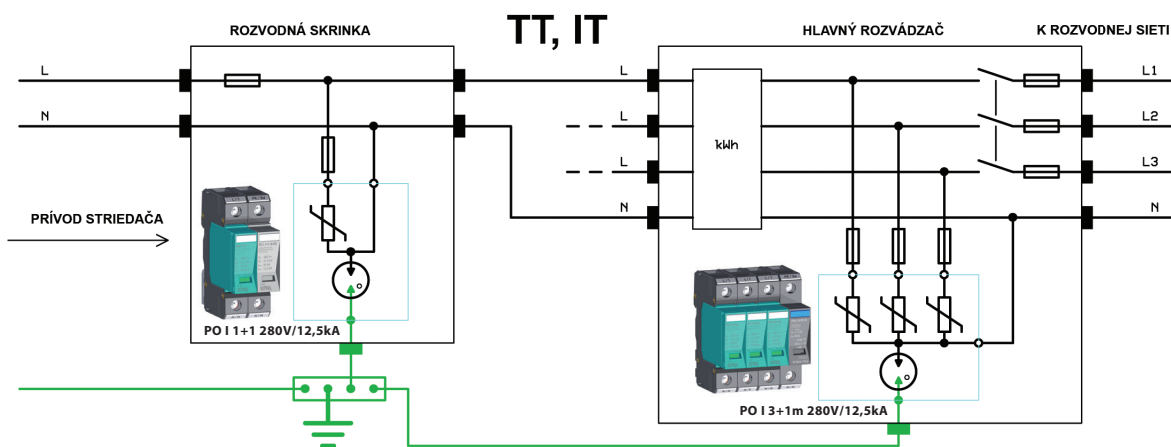 TT, IT
ROZVODNÁ SKRINKA
HLAVNÝ ROZVÁDZAČ
K ROZVODNEJ SIETI
L
L
L1
N
L
L2
kWh
L
L3
N
N
PRÍVOD STRIEDAČA
PO I 1+1 280V/12,5kA
PO I 3+1m 280V/12,5kA